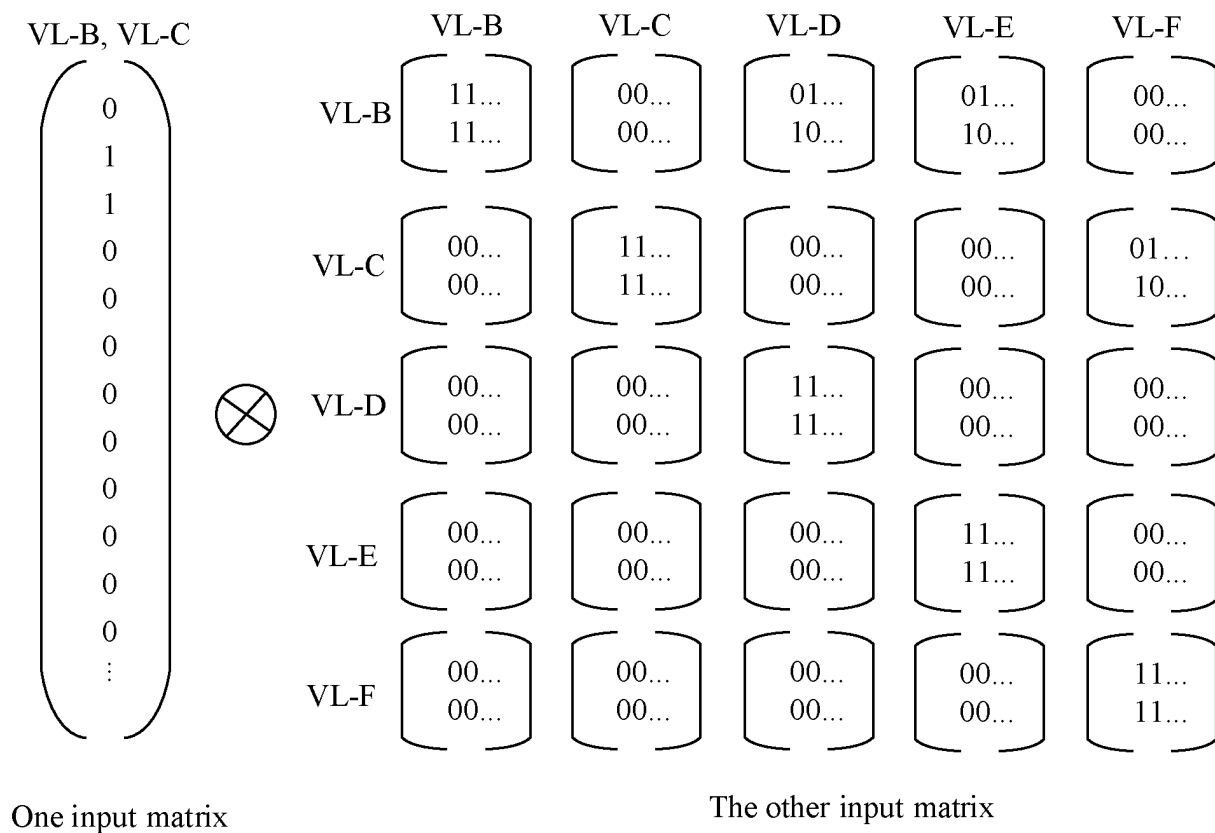 VL-B, VL-C
0
1
1
0
0
0
0
0
0
0
0
0
⋮
VL-B VL-C VL-D VL-E VL-F
VL-B 11... 00... 01... 01... 00...
11... 00... 10... 10... 00...
VL-C 00... 11... 00... 00... 01...
00... 11... 00... 00... 10...
VL-D 00... 00... 11... 00... 00...
00... 00... 11... 00... 00...
VL-E 00... 00... 00... 11... 00...
00... 00... 00... 11... 00...
VL-F 00... 00... 00... 00... 11...
00... 00... 00... 00... 11...
One input matrix
The other input matrix